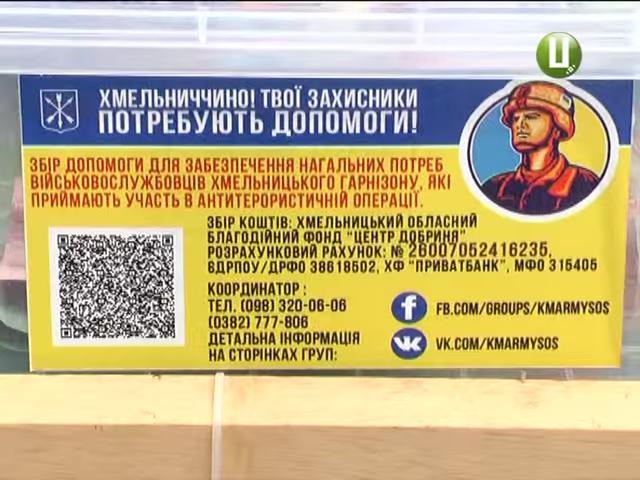 Ц
ХМЕЛЬНИЧЧИНО! ТВОЇ ЗАХИСНИКИ
ПОТРЕБУЮТЬ ДОПОМОГИ!
ЗБІР ДОПОМОГИ ДЛЯ ЗАБЕЗПЕЧЕННЯ НАГАЛЬНИХ ПОТРЕБ
ВІЙСЬКОВОСЛУЖБОВЦІВ ХМЕЛЬНИЦЬКОГО ГАРНІЗОНУ, ЯКІ
ПРИЙМАЮТЬ УЧАСТЬ В АНТИТЕРОРИСТИЧНІЙ ОПЕРАЦІЇ.
ЗБІР КОШТІВ: ХМЕЛЬНИЦЬКИЙ ОБЛАСНИЙ
БЛАГОДІЙНИЙ ФОНД "ЦЕНТР ДОБРИНЯ"
РОЗРАХУНКОВИЙ РАХУНОК: № 26007052416235,
ЄДРПОУ/ДРФО 38618502, ХФ "ПРИВАТБАНК", МФО 315405
КООРДИНАТОР :
ТЕЛ. (098) 320-06-06
(0382) 777-806
ДЕТАЛЬНА ІНФОРМАЦІЯ
НА СТОРІНКАХ ГРУП:
FB.COM/GROUPS/KMARMYSOS
VK.COM/KMARMYSOS